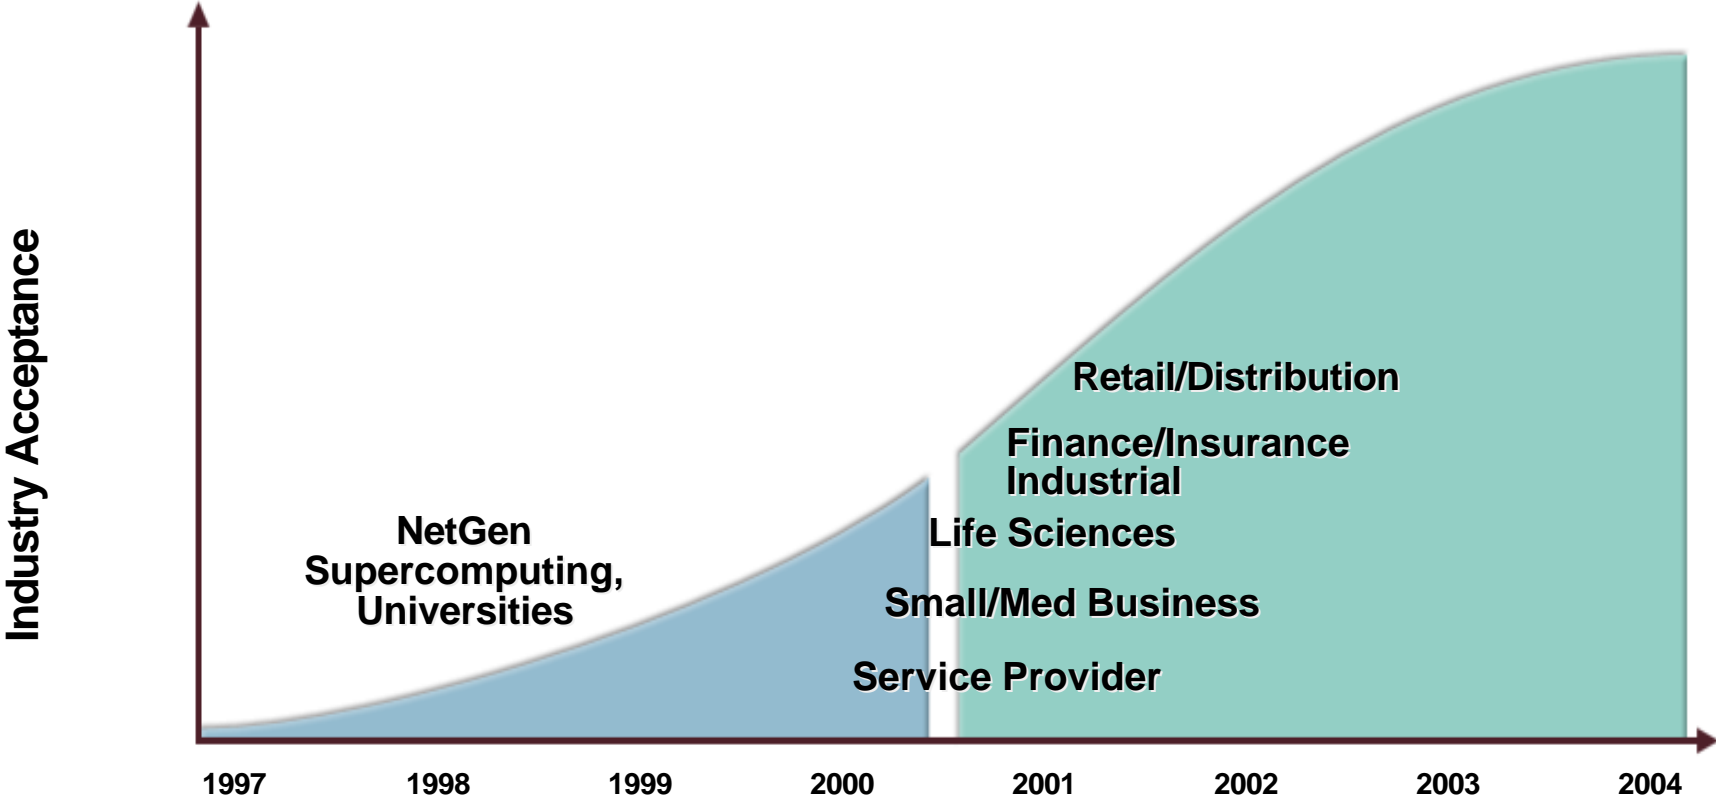 Industry Acceptance
NetGen
Supercomputing,
Universities
Retail/Distribution
Finance/Insurance
Industrial
Life Sciences
Small/Med Business
Service Provider
1997 1998 1999 2000 2001 2002 2003 2004